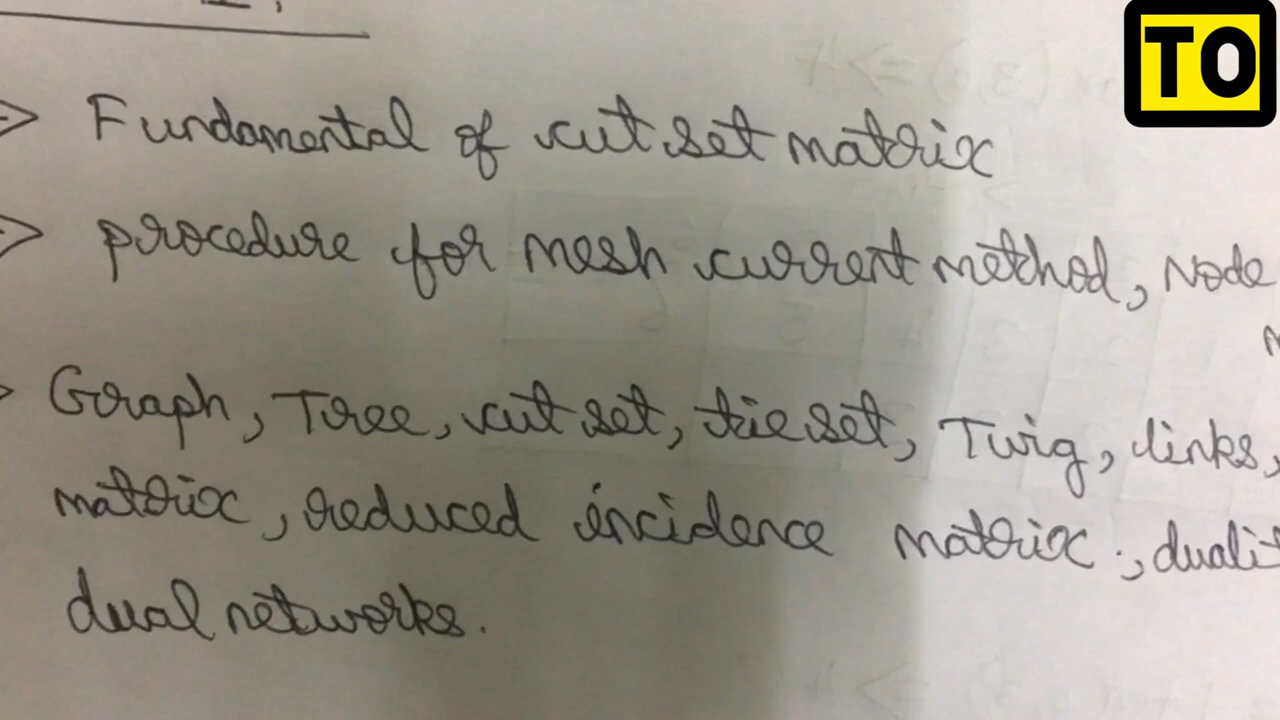 TO
Fundamental of cut set matrix
procedure for mesh current method, Node
Graph, Tree, cut set, tie set, Twig, links,
matrix, reduced incidence matrix., dualit
dual networks.